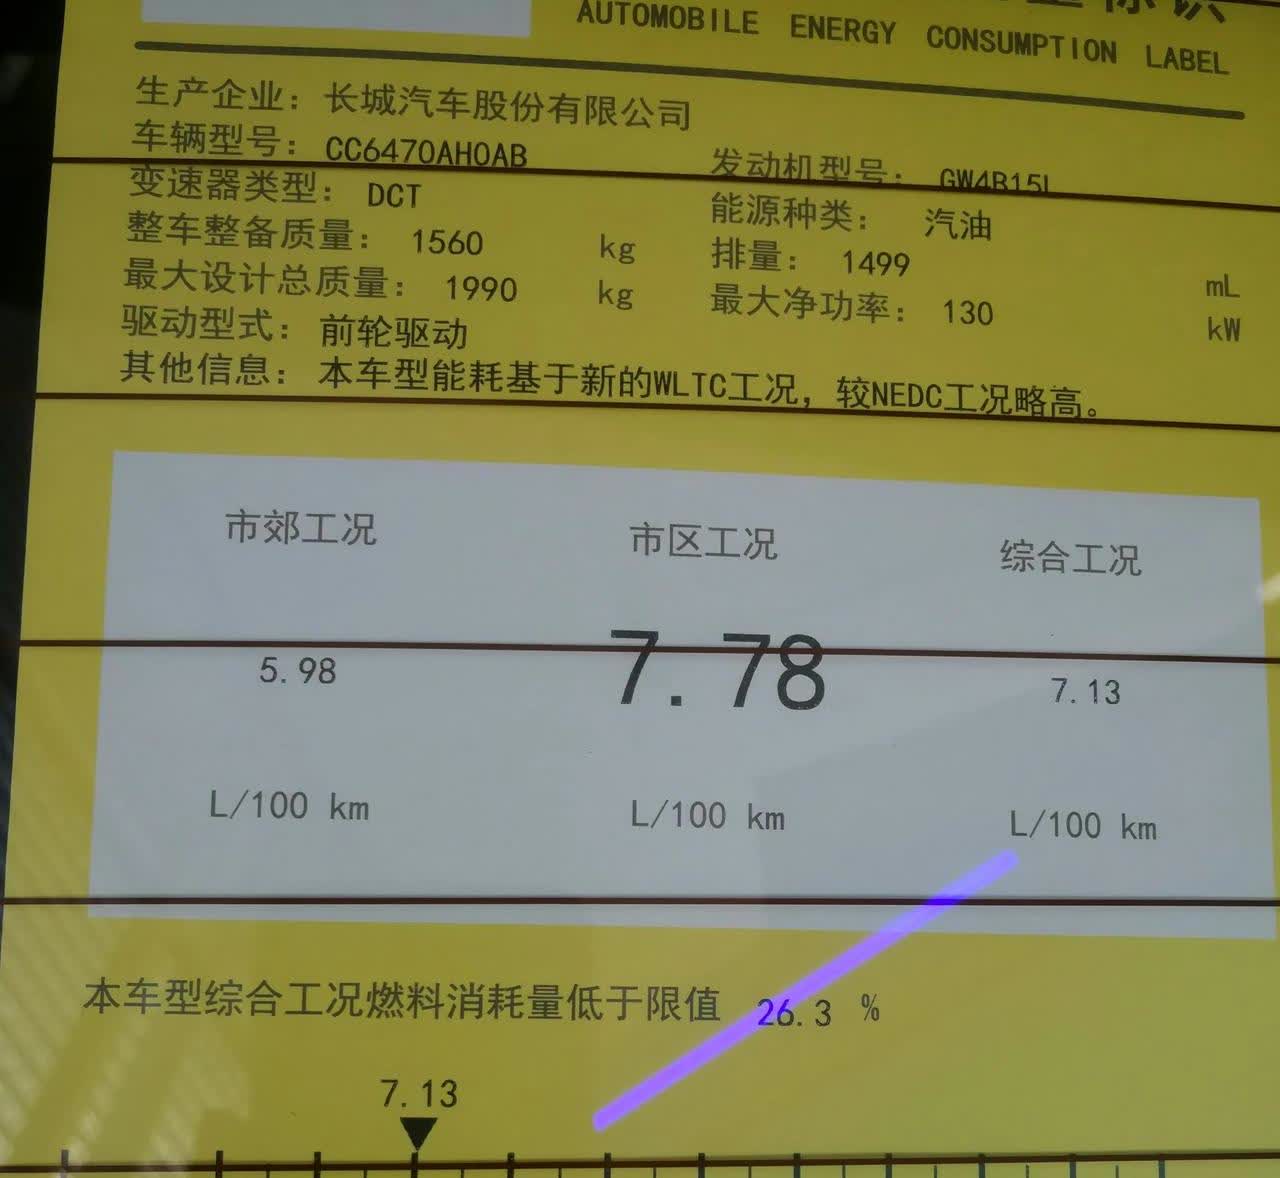 AUTOMOBILE ENERGY CONSUMPTION LABEL
生产企业：长城汽车股份有限公司
车辆型号：CC6470AH0AB 发动机型号：GW4B15L
变速器类型：DCT 能源种类：汽油
整车整备质量：1560 kg 排量：1499 mL
最大设计总质量：1990 kg 最大净功率：130 kW
驱动型式：前轮驱动
其他信息：本车型能耗基于新的WLTC工况，较NEDC工况略高。
市郊工况 市区工况 综合工况
5.98 7.78 7.13
L/100 km L/100 km L/100 km
本车型综合工况燃料消耗量低于限值 26.3 %
7.13